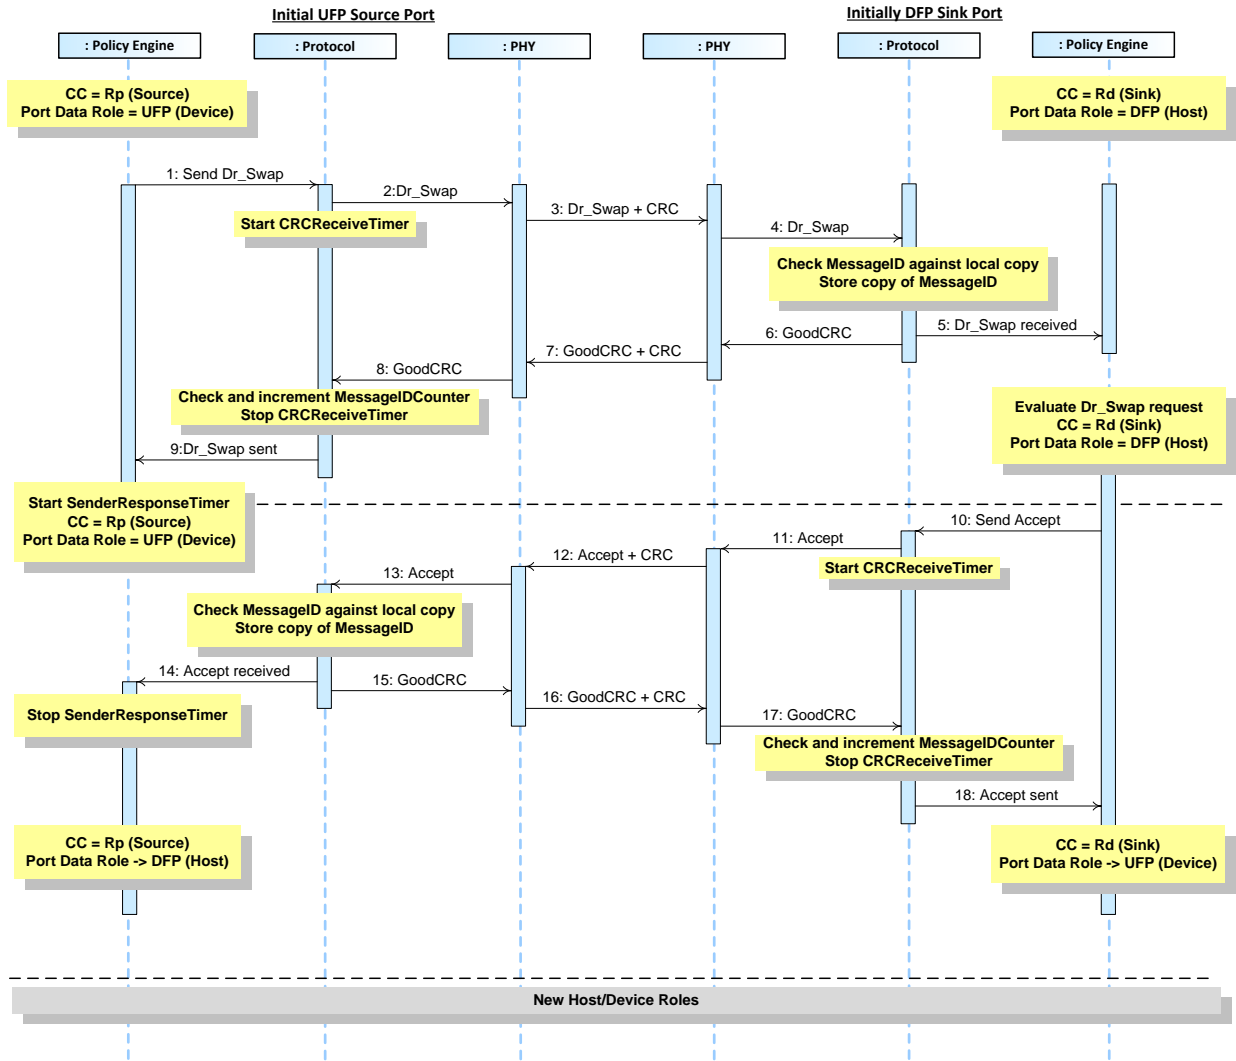 Initial UFP Source Port
Initially DFP Sink Port
: Policy Engine
: Protocol
: PHY
: PHY
: Protocol
: Policy Engine
CC = Rp (Source)
Port Data Role = UFP (Device)
CC = Rd (Sink)
Port Data Role = DFP (Host)
1: Send Dr_Swap
2:Dr_Swap
3: Dr_Swap + CRC
Start CRCReceiveTimer
4: Dr_Swap
Check MessageID against local copy
Store copy of MessageID
5: Dr_Swap received
6: GoodCRC
7: GoodCRC + CRC
8: GoodCRC
Check and increment MessageIDCounter
Stop CRCReceiveTimer
Evaluate Dr_Swap request
CC = Rd (Sink)
Port Data Role = DFP (Host)
9:Dr_Swap sent
Start SenderResponseTimer
CC = Rp (Source)
Port Data Role = UFP (Device)
10: Send Accept
11: Accept
12: Accept + CRC
Start CRCReceiveTimer
13: Accept
Check MessageID against local copy
Store copy of MessageID
14: Accept received
15: GoodCRC
16: GoodCRC + CRC
Stop SenderResponseTimer
17: GoodCRC
Check and increment MessageIDCounter
Stop CRCReceiveTimer
18: Accept sent
CC = Rp (Source)
Port Data Role -> DFP (Host)
CC = Rd (Sink)
Port Data Role -> UFP (Device)
New Host/Device Roles